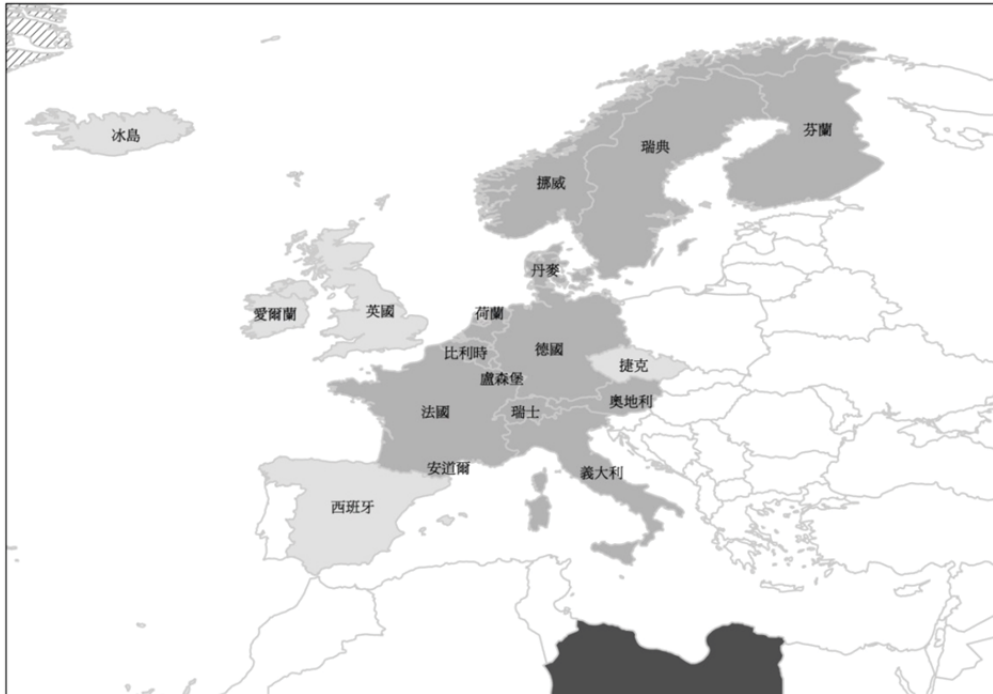 冰島
芬蘭
瑞典
挪威
丹麥
愛爾蘭
英國
荷蘭
比利時
德國
捷克
盧森堡
奧地利
法國
瑞士
安道爾
義大利
西班牙